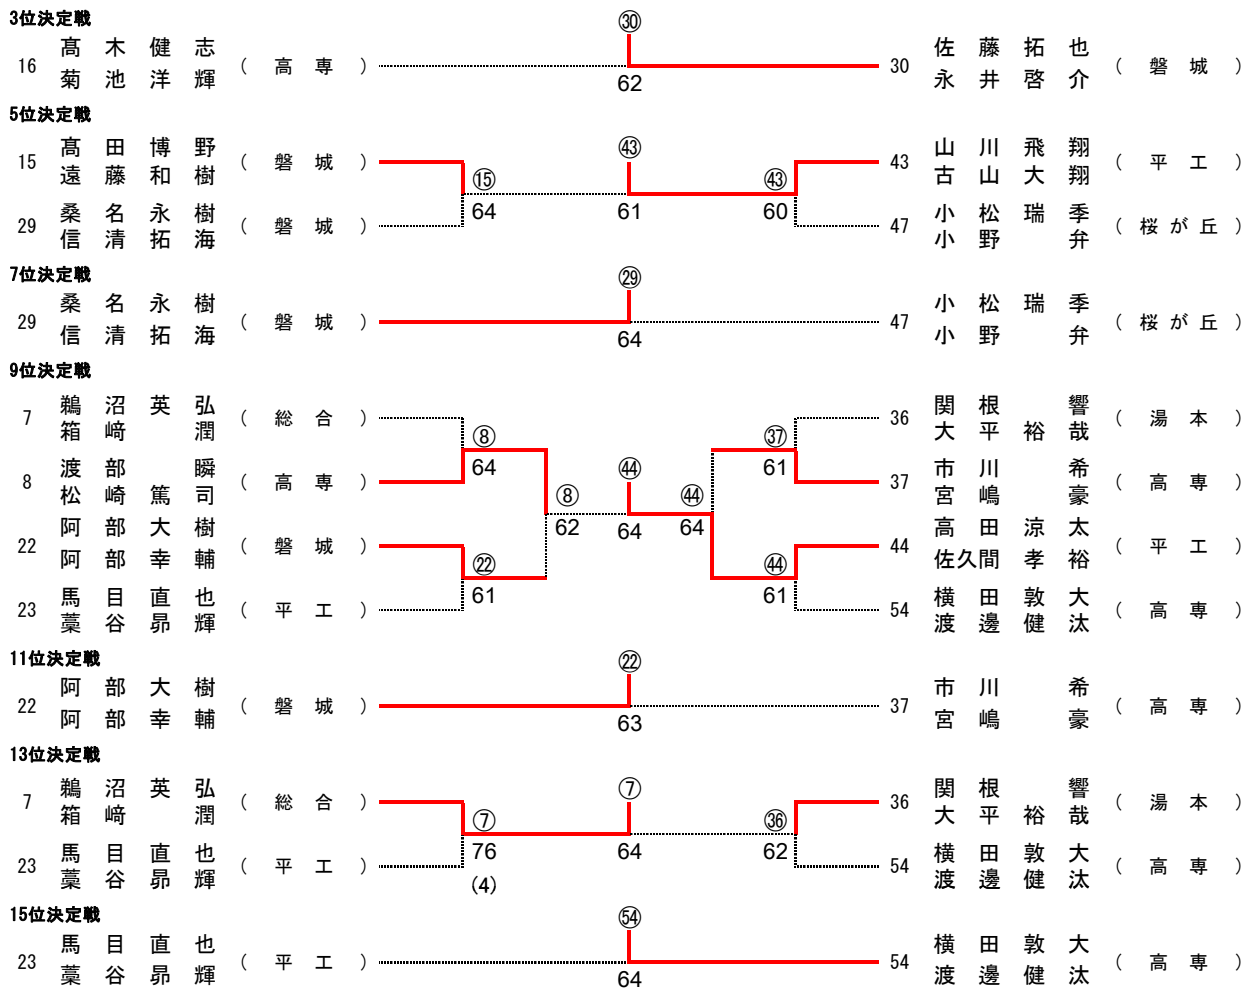 3位決定戦
㉚
髙木健志 佐藤拓也
16 (高専) 30 (磐城)
菊池洋輝 永井啓介
62
5位決定戦
髙田博野 ㊸ 山川飛翔
15 (磐城) 43 (平工)
遠藤和樹 ⑮ ㊸ 古山大翔
64 61 60
桑名永樹 小松瑞季
29 (磐城) 47 (桜が丘)
信清拓海 小野弁
7位決定戦
㉙
桑名永樹 小松瑞季
29 (磐城) 47 (桜が丘)
信清拓海 小野弁
64
9位決定戦
鵜沼英弘 関根響
7 (総合) 36 (湯本)
箱﨑潤 大平裕哉
⑧ ㊲
渡部瞬 64 ㊹ 61 市川希
8 (高専) 37 (高専)
松崎篤司 ⑧ ㊹ 宮嶋豪
阿部大樹 62 64 64 高田涼太
22 (磐城) 44 (平工)
阿部幸輔 ㉒ ㊹ 佐久間孝裕
馬目直也 61 61 横田敦大
23 (平工) 54 (高専)
藁谷昴輝 渡邊健汰
11位決定戦
㉒
阿部大樹 市川希
22 (磐城) 37 (高専)
阿部幸輔 宮嶋豪
63
13位決定戦
鵜沼英弘 ⑦ 関根響
7 (総合) 36 (湯本)
箱﨑潤 ⑦ ㊱ 大平裕哉
馬目直也 76 64 62 横田敦大
23 (平工) 54 (高専)
藁谷昴輝 (4) 渡邊健汰
15位決定戦
㊴
馬目直也 横田敦大
23 (平工) 54 (高専)
藁谷昴輝 渡邊健汰
64